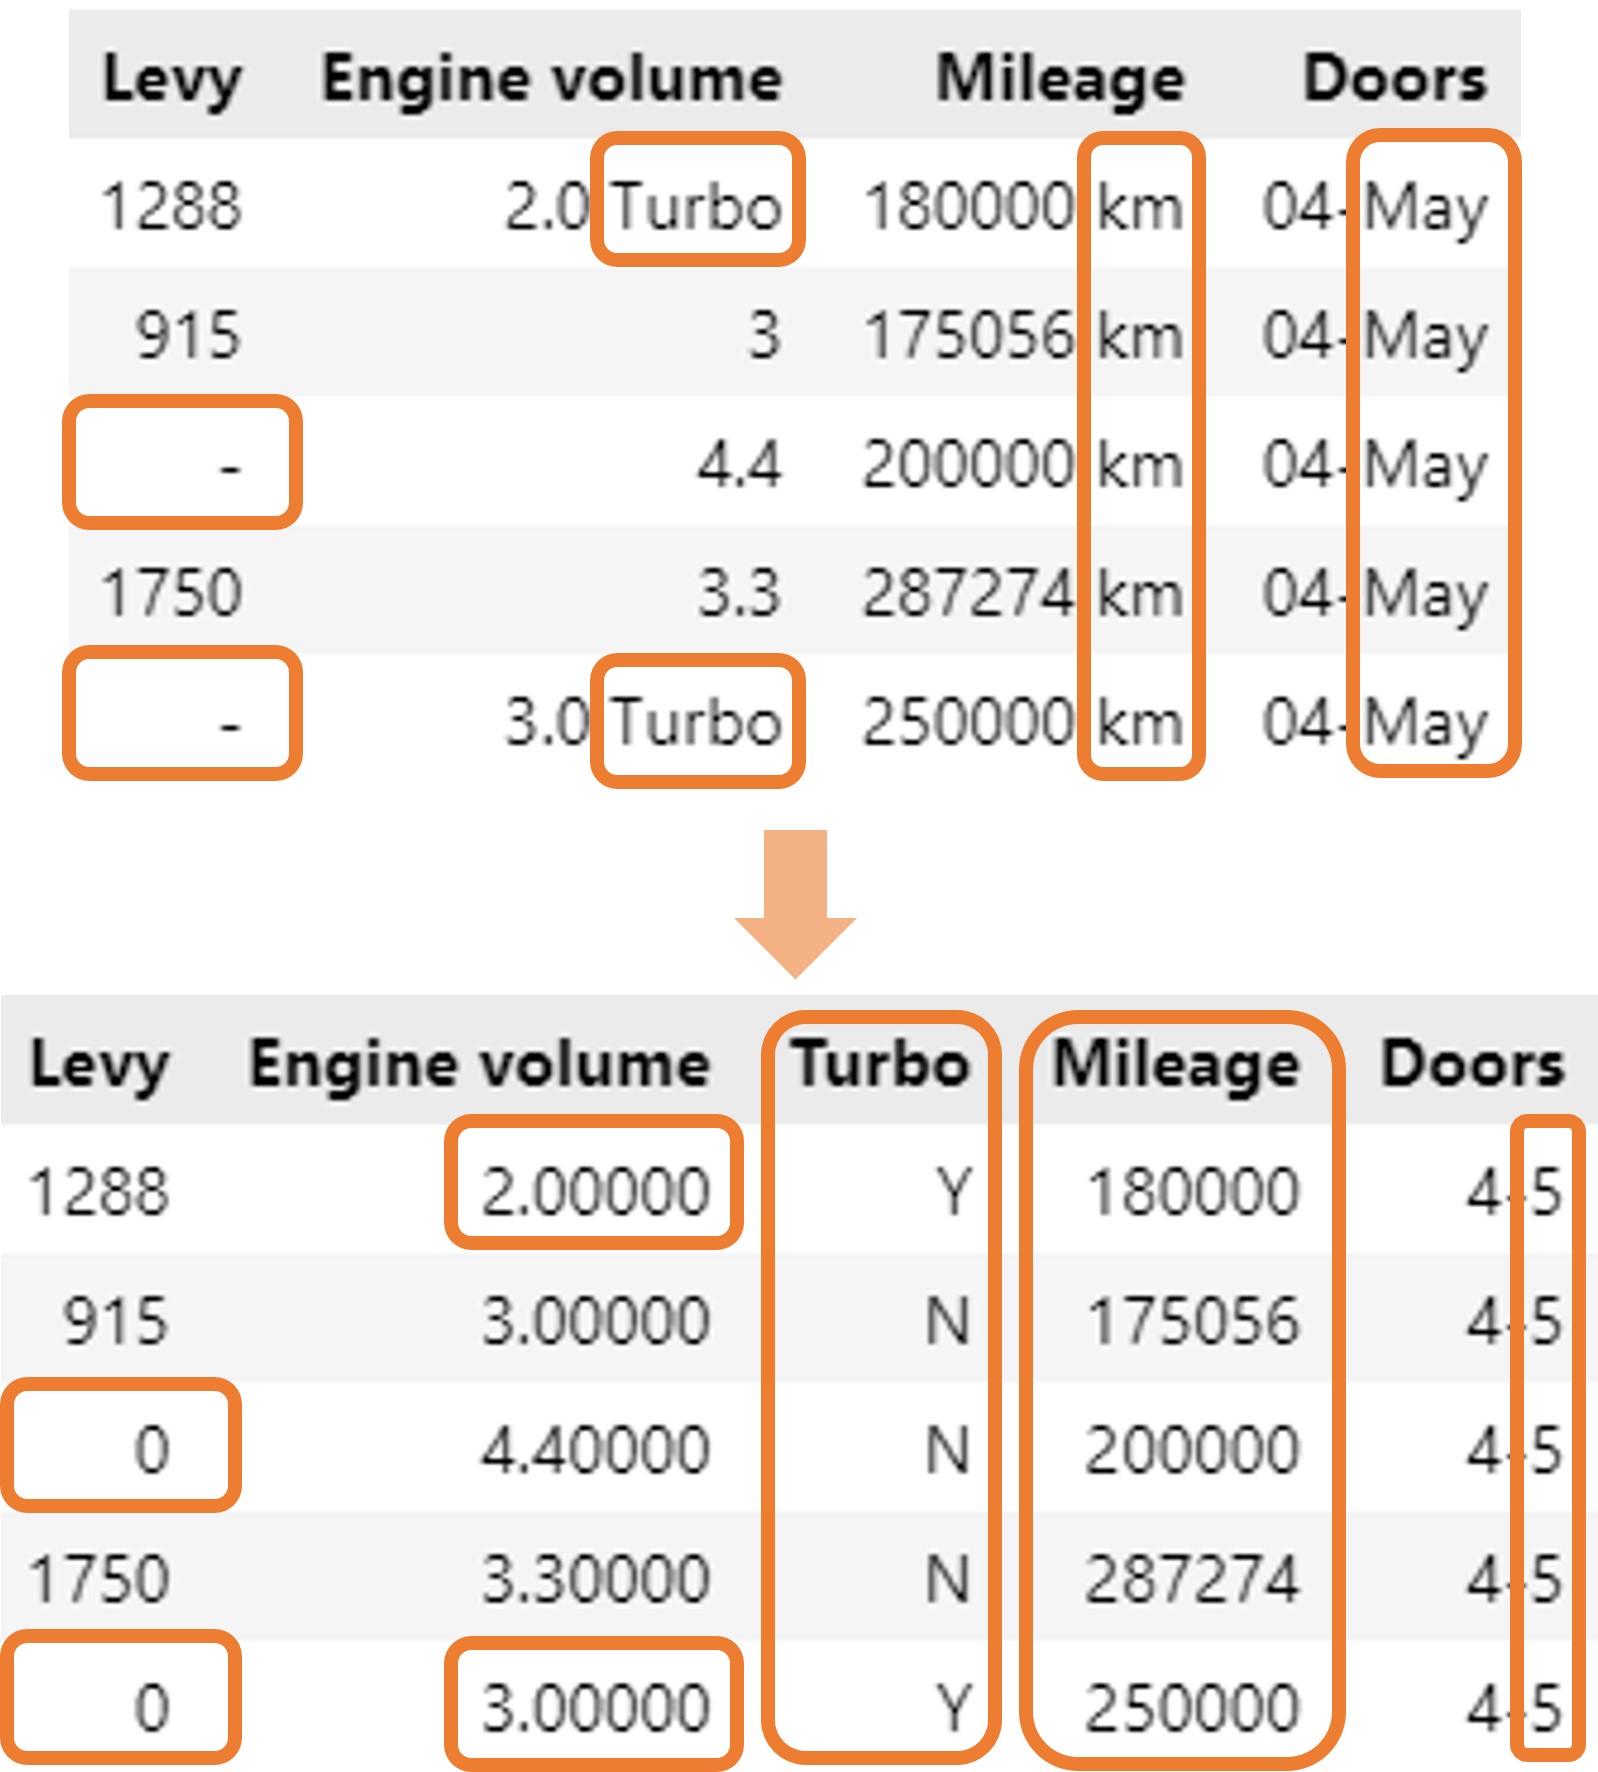 Levy Engine volume Mileage Doors
1288 2.0 Turbo 180000 km 04-May
915 3 175056 km 04-May
- 4.4 200000 km 04-May
1750 3.3 287274 km 04-May
- 3.0 Turbo 250000 km 04-May
Levy Engine volume Turbo Mileage Doors
1288 2.00000 Y 180000 4-5
915 3.00000 N 175056 4-5
0 4.40000 N 200000 4-5
1750 3.30000 N 287274 4-5
0 3.00000 Y 250000 4-5